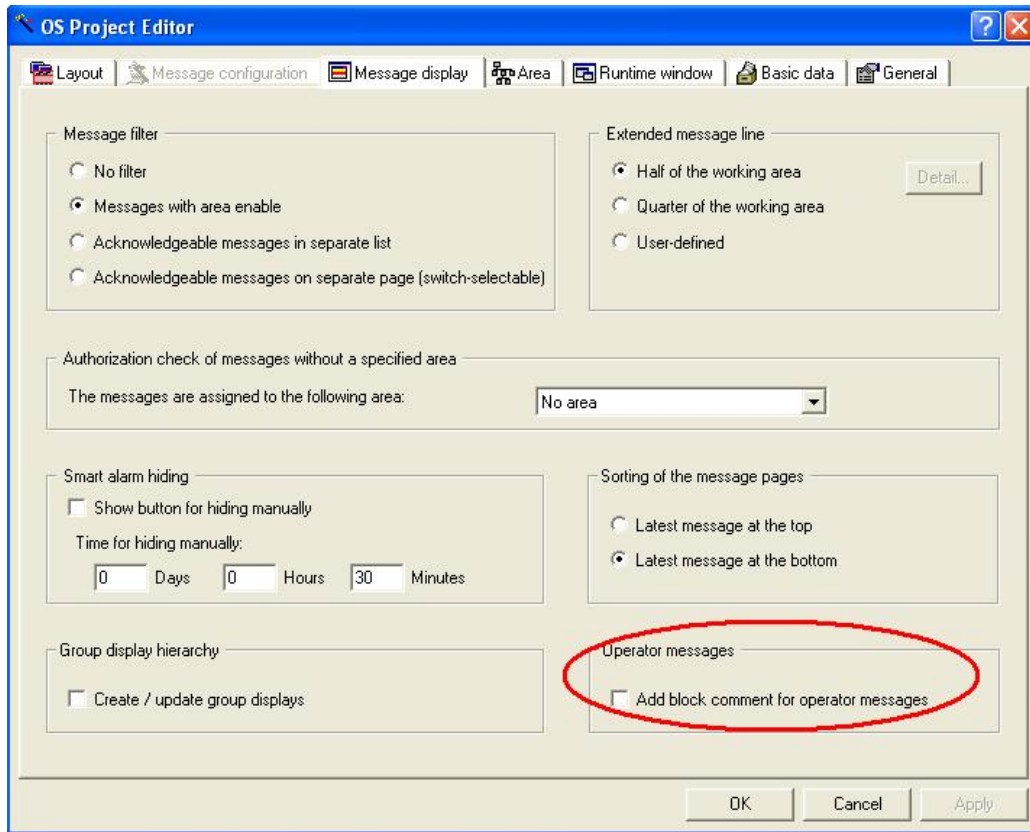 OS Project Editor
Layout
Message configuration
Message display
Area
Runtime window
Basic data
General
Message filter
No filter
Messages with area enable
Acknowledgeable messages in separate list
Acknowledgeable messages on separate page (switch-selectable)
Extended message line
Half of the working area
Detail...
Quarter of the working area
User-defined
Authorization check of messages without a specified area
The messages are assigned to the following area:
No area
Smart alarm hiding
Show button for hiding manually
Time for hiding manually:
0 Days 0 Hours 30 Minutes
Sorting of the message pages
Latest message at the top
Latest message at the bottom
Group display hierarchy
Create / update group displays
Operator messages
Add block comment for operator messages
OK
Cancel
Apply